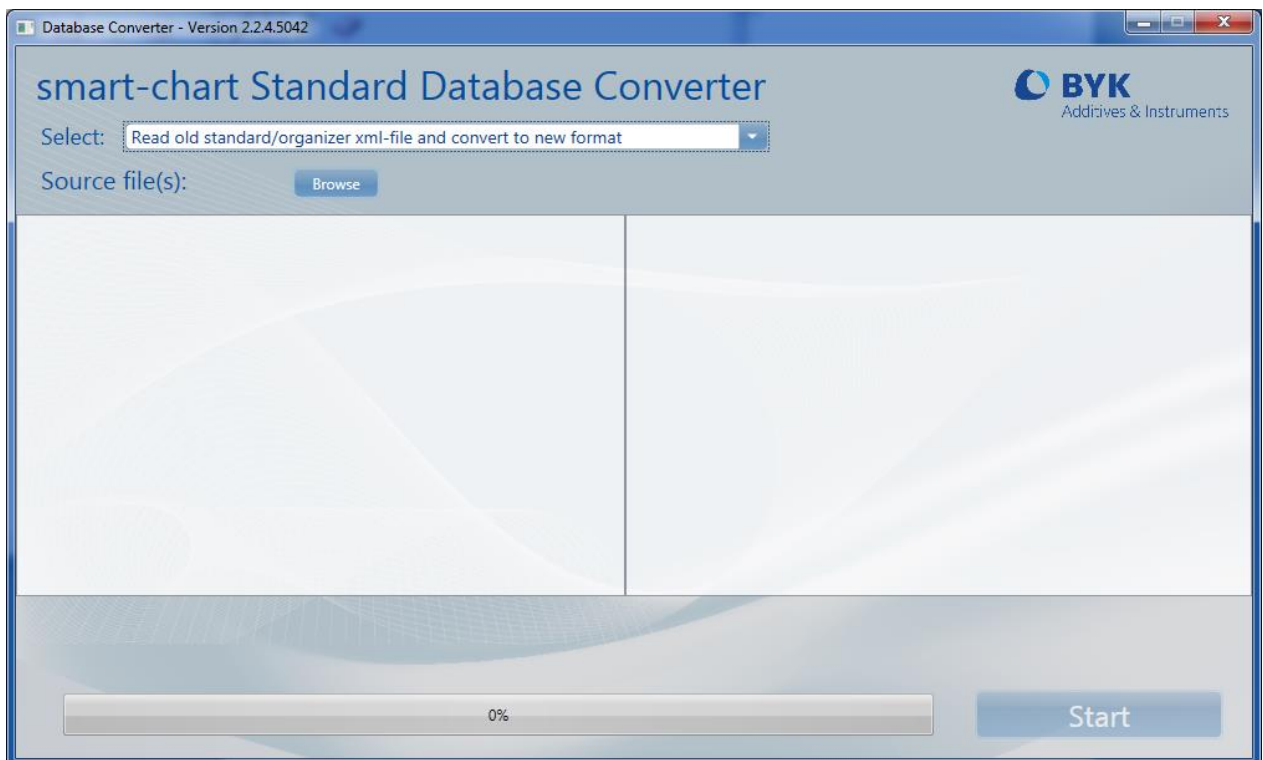 Database Converter - Version 2.2.4.5042
smart-chart Standard Database Converter
BYK
Additives & Instruments
Select: Read old standard/organizer xml-file and convert to new format
Source file(s): Browse
0%
Start